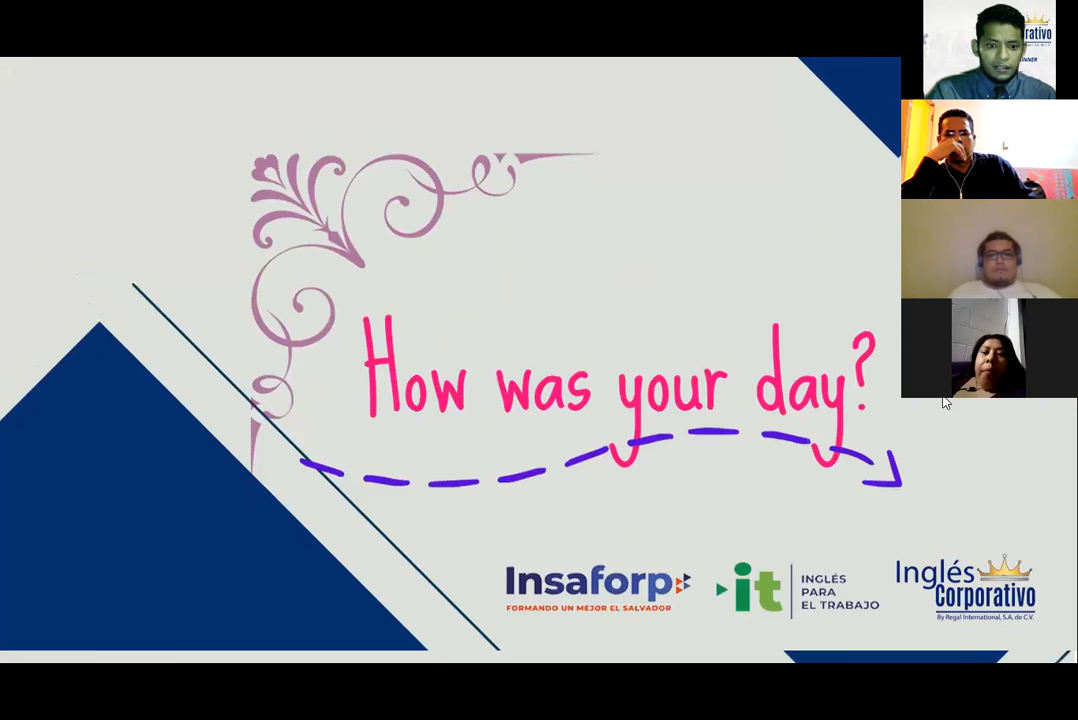 How was your day?
Insaforp
FORMANDO UN MEJOR EL SALVADOR
it
INGLÉS
PARA
EL TRABAJO
Inglés
Corporativo
By Regal International, S.A. de C.V.